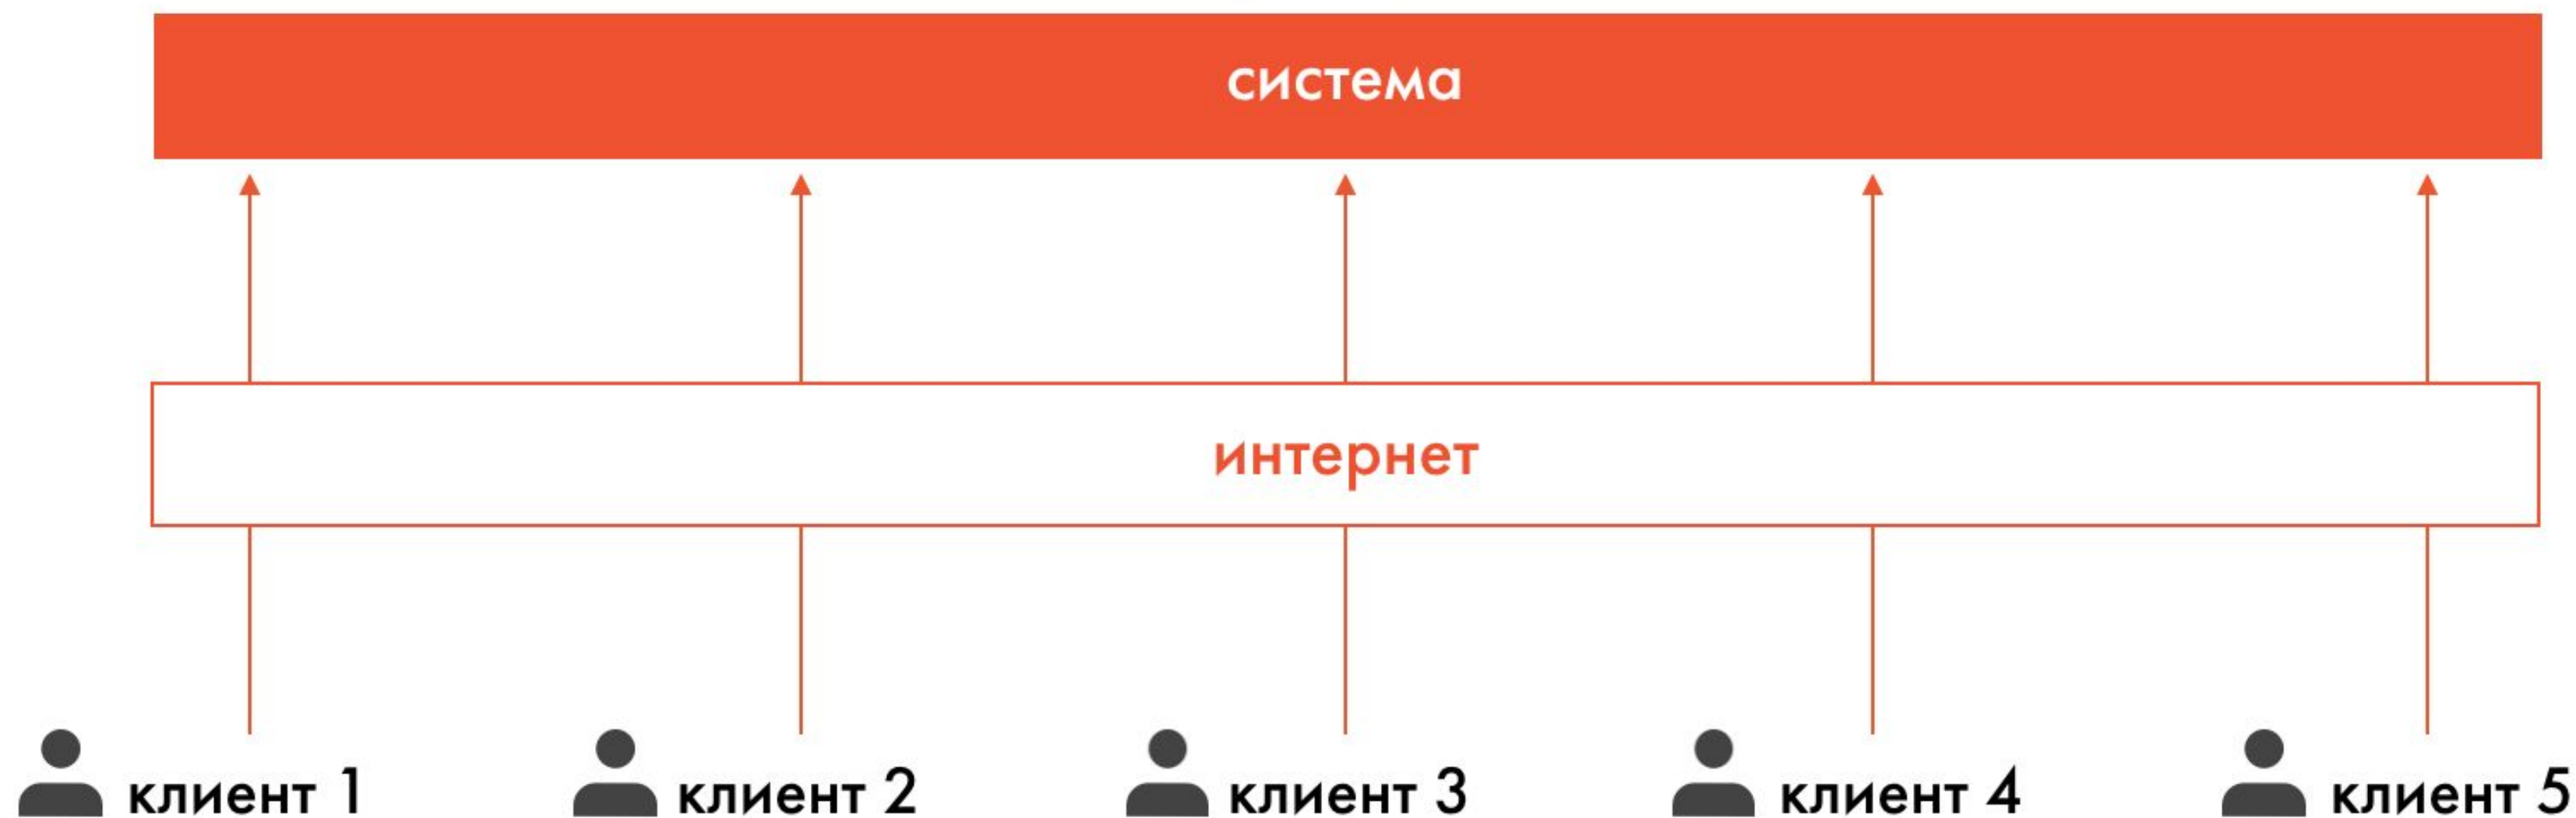 система
интернет
клиент 1
клиент 2
клиент 3
клиент 4
клиент 5